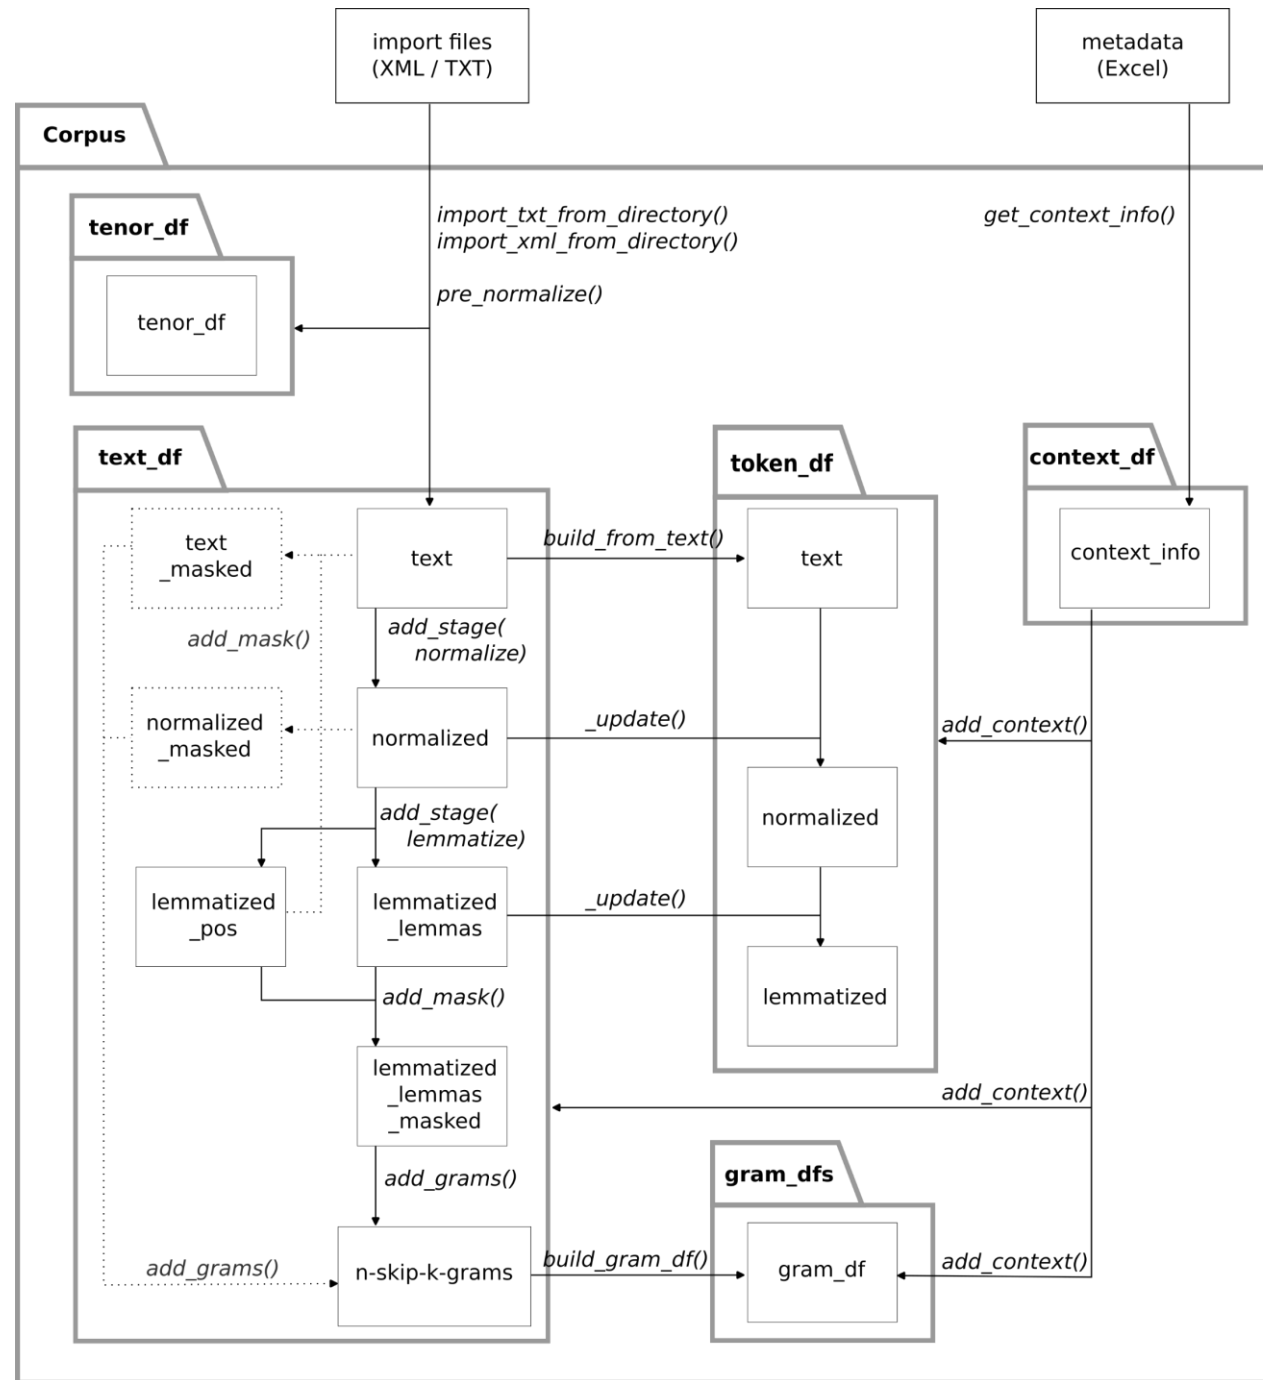 import files
(XML / TXT)
metadata
(Excel)
Corpus
import_txt_from_directory()
import_xml_from_directory()
get_context_info()
tenor_df
pre_normalize()
tenor_df
text_df
token_df
context_df
text
_masked
text
build_from_text()
text
context_info
add_mask()
add_stage(
normalize)
normalized
_masked
normalized
_update()
add_context()
normalized
add_stage(
lemmatize)
lemmatized
_pos
lemmatized
_lemmas
_update()
lemmatized
add_mask()
lemmatized
_lemmas
_masked
add_context()
add_grams()
gram_dfs
add_grams()
n-skip-k-grams
build_gram_df()
gram_df
add_context()